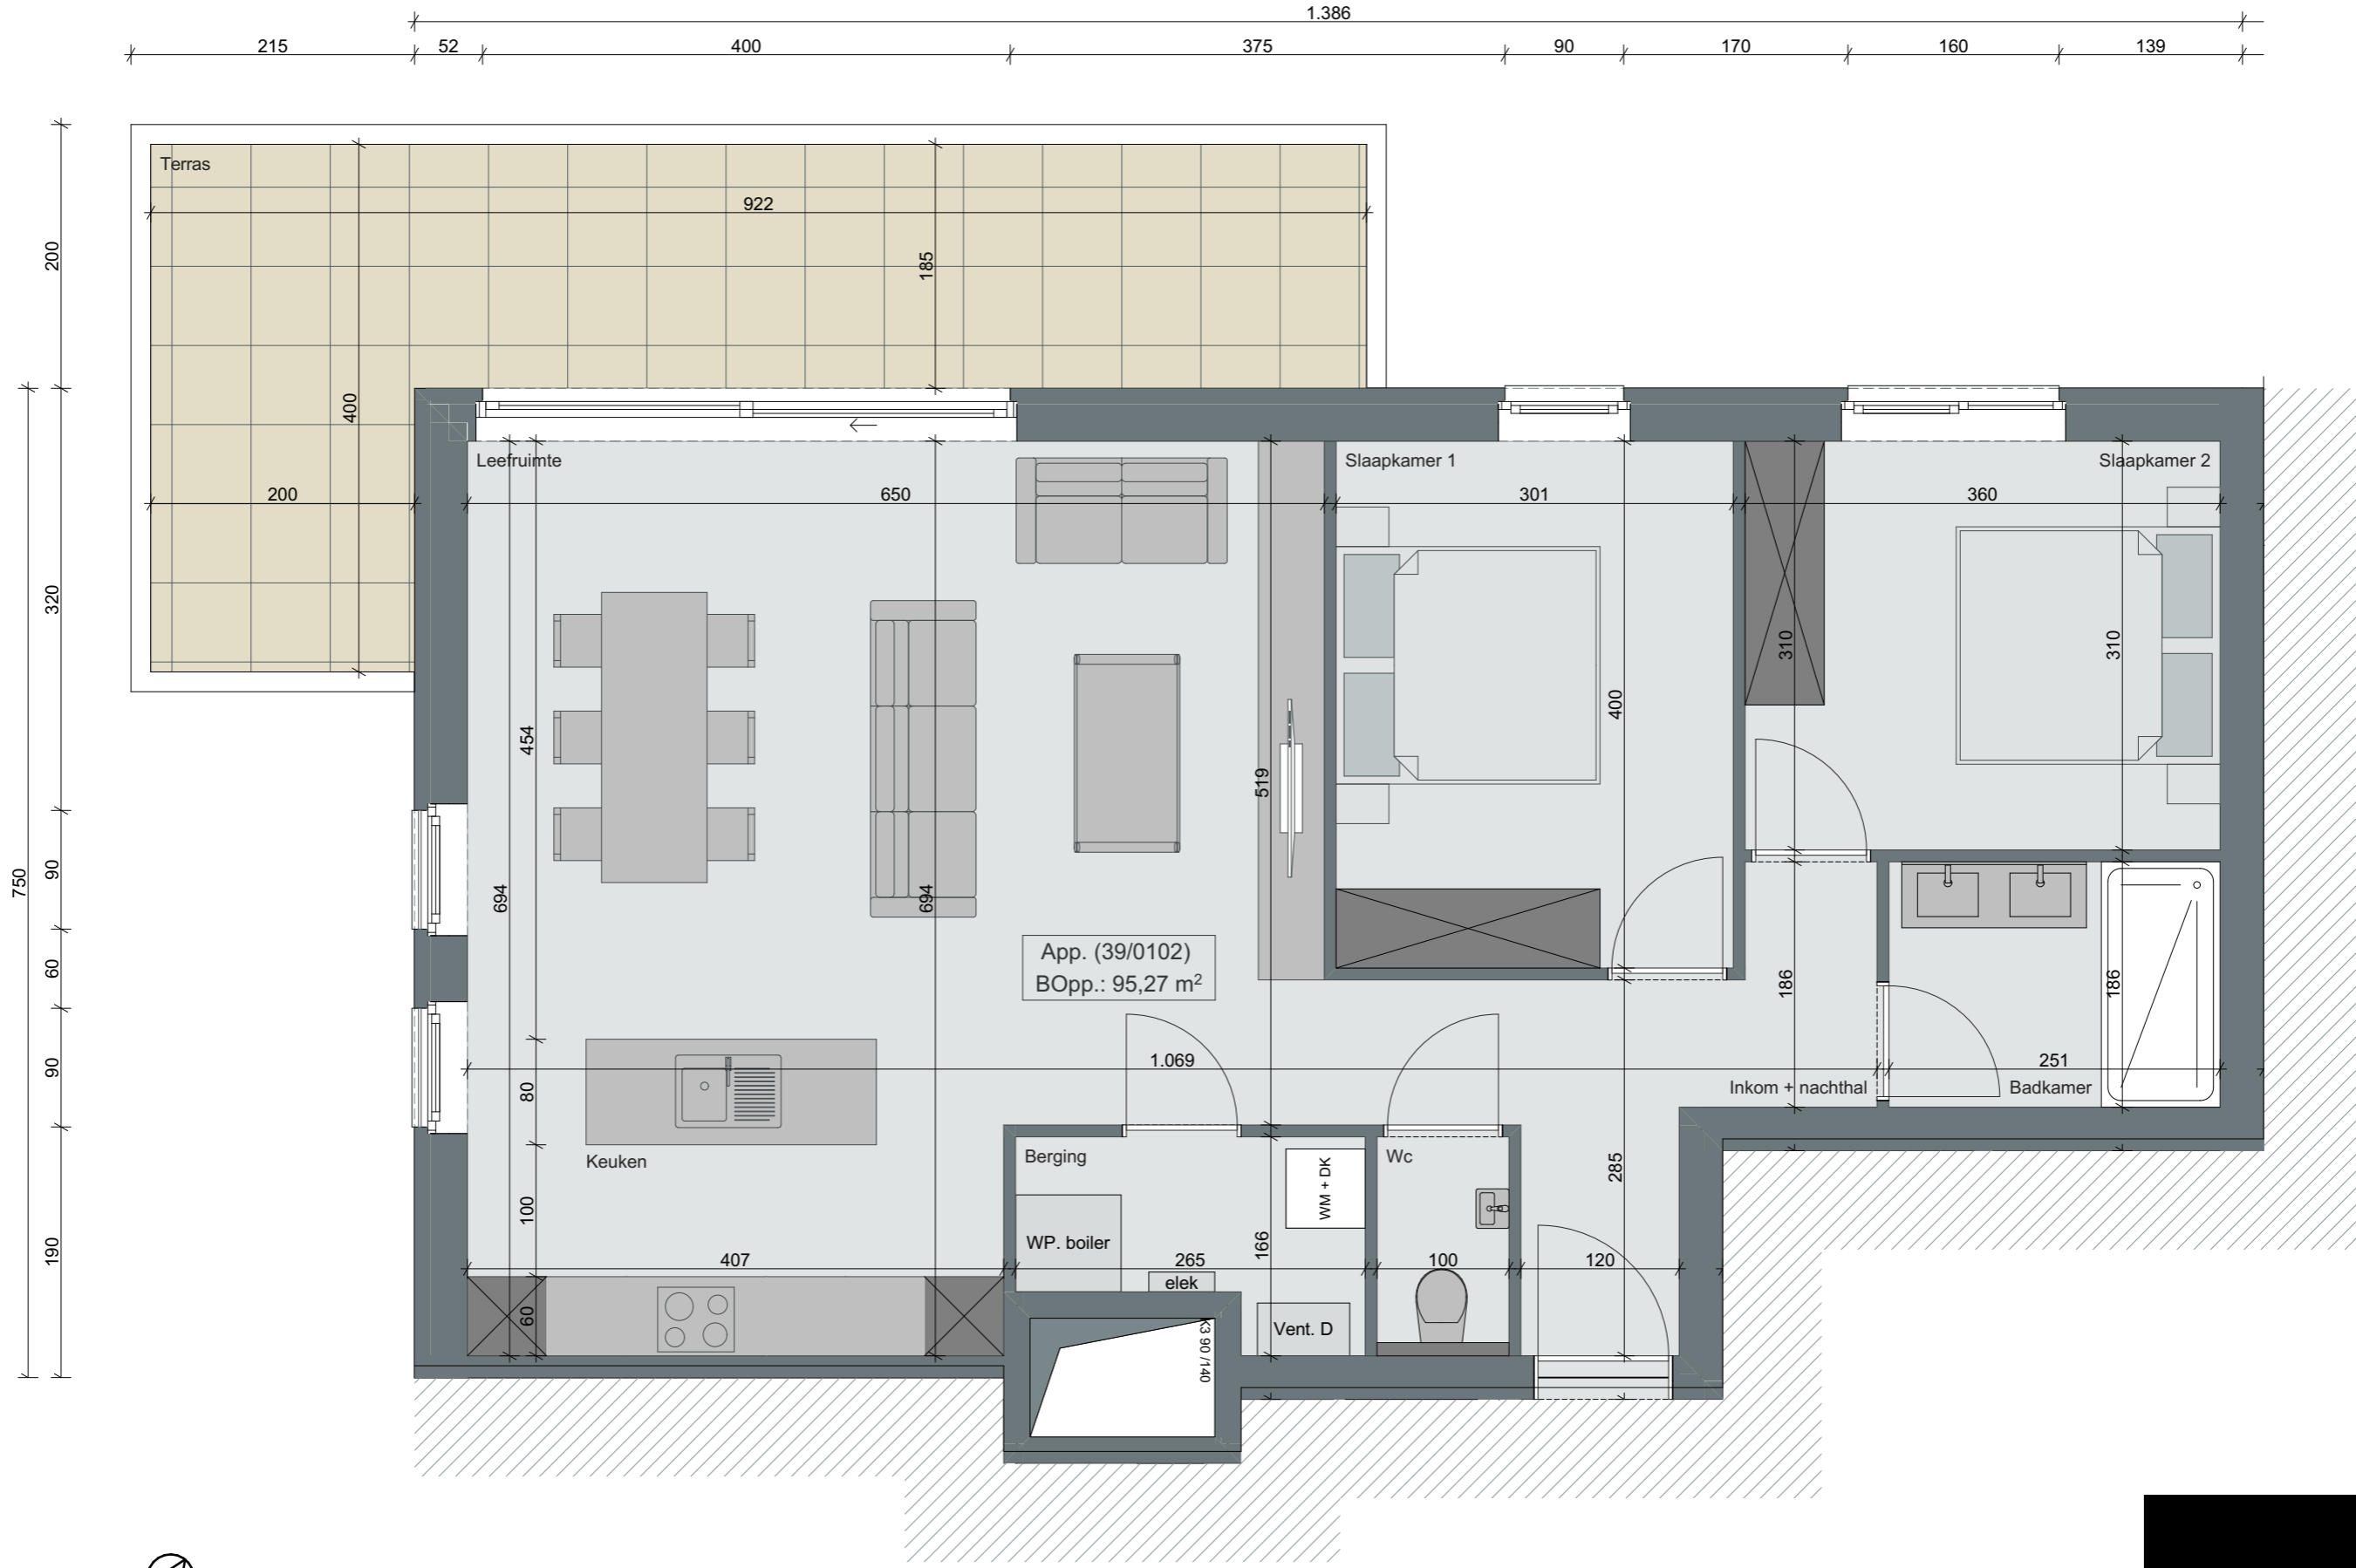 1.386
215 52 400 375 90 170 160 139
Terras
922
200
185
400
Leefruimte
Slaapkamer 1
Slaapkamer 2
200
650
301
360
320
310
310
400
454
519
750
90
694
694
App. (39/0102)
BOpp.: 95,27 m²
60
186
186
90
80
1.069
251
Inkom + nachthal
Badkamer
Keuken
Berging
Wc
WM + DK
285
100
190
WP. boiler
166
407
265
100
120
elek
60
Vent. D
K3 90 /140